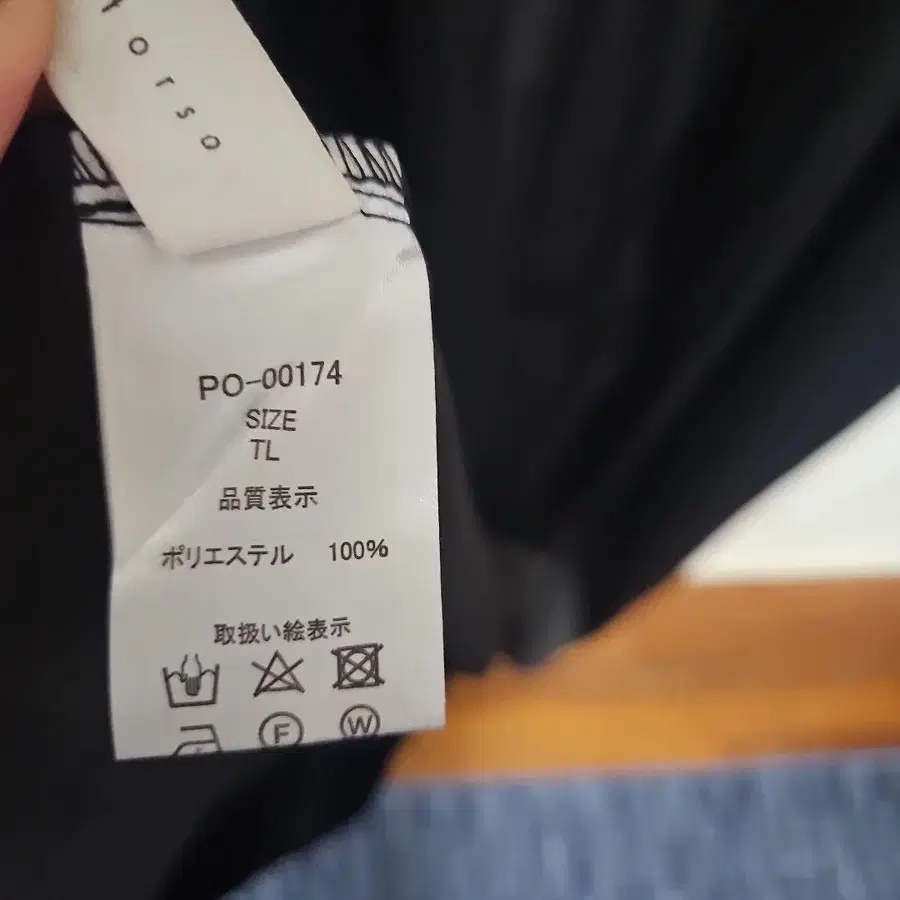 torso
PO-00174
SIZE
TL
品質表示
ポリエステル 100%
取扱い絵表示
F W